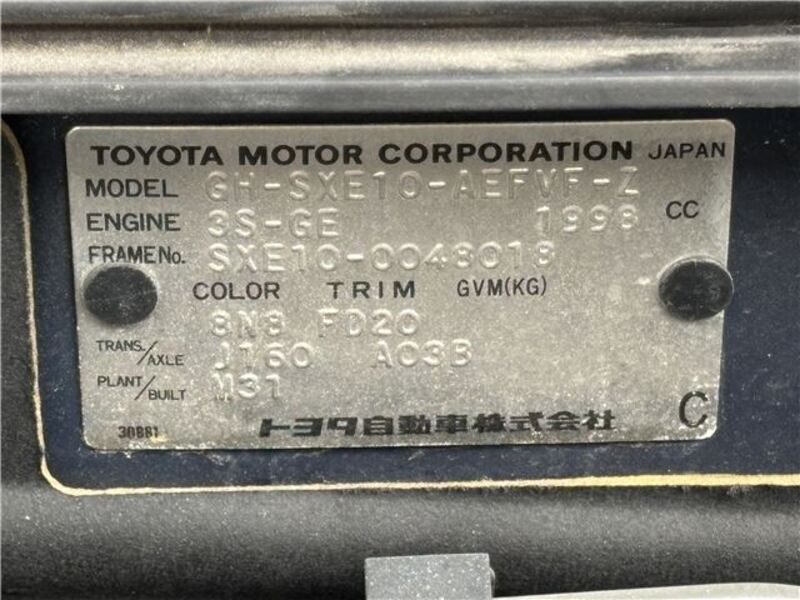 TOYOTA MOTOR CORPORATION JAPAN
MODEL GH-SXE10-AEFVF-Z
ENGINE 3S-GE 1998 CC
FRAME No. SXE10-0048018
COLOR TRIM GVM(KG)
8N8 FD20
TRANS./AXLE J160 A03B
PLANT/BUILT M31
30881 トヨタ自動車株式会社 C